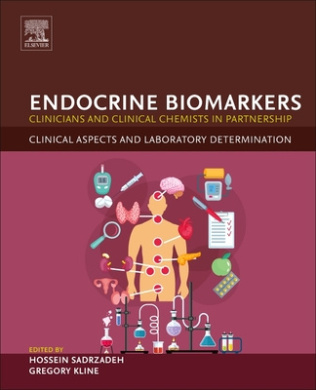 ELSEVIER
ENDOCRINE BIOMARKERS
CLINICIANS AND CLINICAL CHEMISTS IN PARTNERSHIP
CLINICAL ASPECTS AND LABORATORY DETERMINATION
EDITED BY
HOSSEIN SADRZADEH
GREGORY KLINE